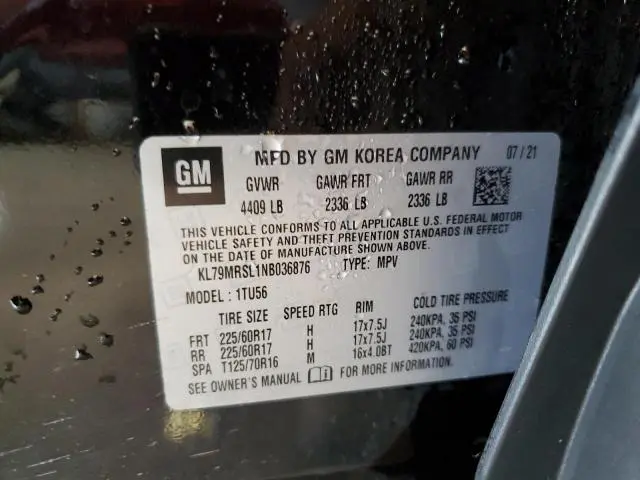 GM
MFD BY GM KOREA COMPANY 07/21
GVWR GAWR FRT GAWR RR
4409 LB 2336 LB 2336 LB
THIS VEHICLE CONFORMS TO ALL APPLICABLE U.S. FEDERAL MOTOR
VEHICLE SAFETY AND THEFT PREVENTION STANDARDS IN EFFECT
ON THE DATE OF MANUFACTURE SHOWN ABOVE.
KL79MRSL1NB036876 TYPE: MPV
MODEL: 1TU56
TIRE SIZE SPEED RTG RIM COLD TIRE PRESSURE
FRT 225/60R17 H 17x7.5J 240KPA, 35 PSI
RR 225/60R17 H 17x7.5J 240KPA, 35 PSI
SPA T125/70R16 M 16x4.0BT 420KPA, 60 PSI
SEE OWNER'S MANUAL FOR MORE INFORMATION.